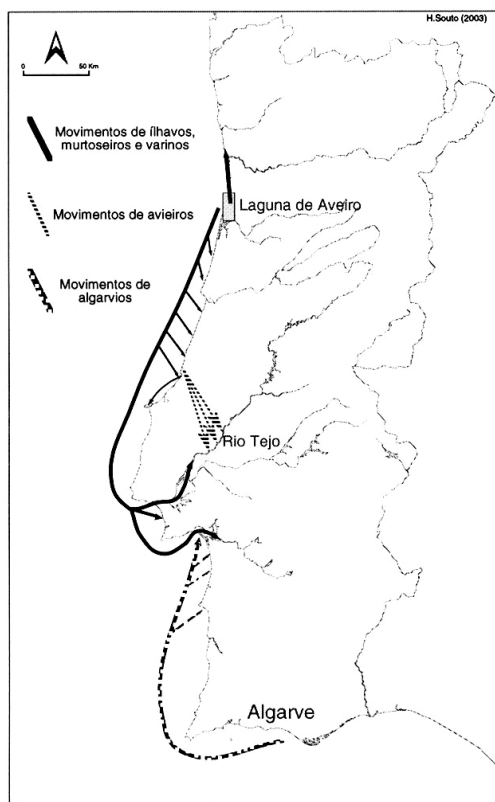 H.Souto (2003)
0 50 Km
Movimentos de ílhavos,
murtoseiros e varinos
Laguna de Aveiro
Movimentos de avieiros
Movimentos de
algarvios
Rio Tejo
Algarve